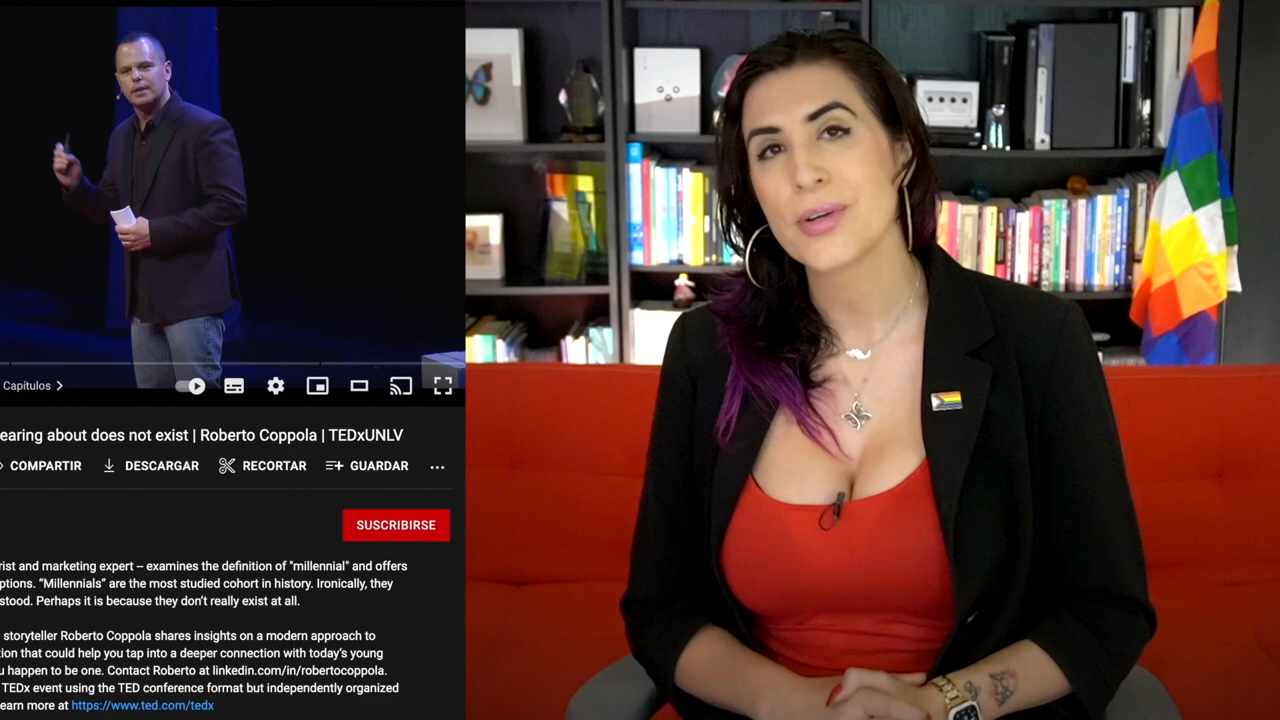 Capítulos
earing about does not exist | Roberto Coppola | TEDxUNLV
COMPARTIR DESCARGAR RECORTAR GUARDAR ...
SUSCRIBIRSE
rist and marketing expert – examines the definition of "millennial" and offers
ptions. “Millennials” are the most studied cohort in history. Ironically, they
stood. Perhaps it is because they don’t really exist at all.
storyteller Roberto Coppola shares insights on a modern approach to
tion that could help you tap into a deeper connection with today’s young
u happen to be one. Contact Roberto at linkedin.com/in/robertocoppola.
TEDx event using the TED conference format but independently organized
earn more at https://www.ted.com/tedx